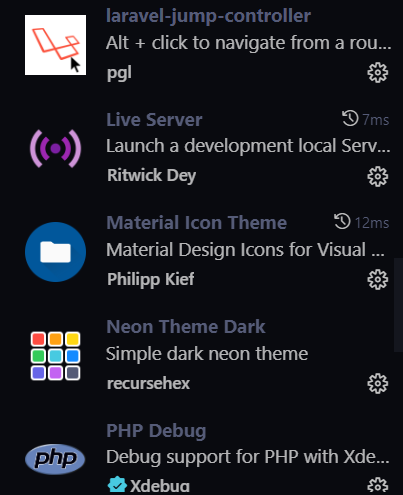 laravel-jump-controller
Alt + click to navigate from a rou...
pgl
Live Server
7ms
Launch a development local Serv...
Ritwick Dey
Material Icon Theme
12ms
Material Design Icons for Visual ...
Philipp Kief
Neon Theme Dark
Simple dark neon theme
recursehex
PHP Debug
php
Debug support for PHP with Xde...
Xdebug